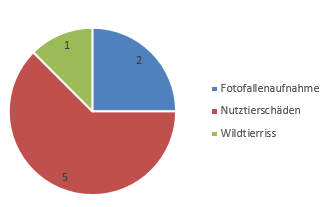 1
2
5
Fotofallenaufnahme
Nutztierschäden
Wildtierriss